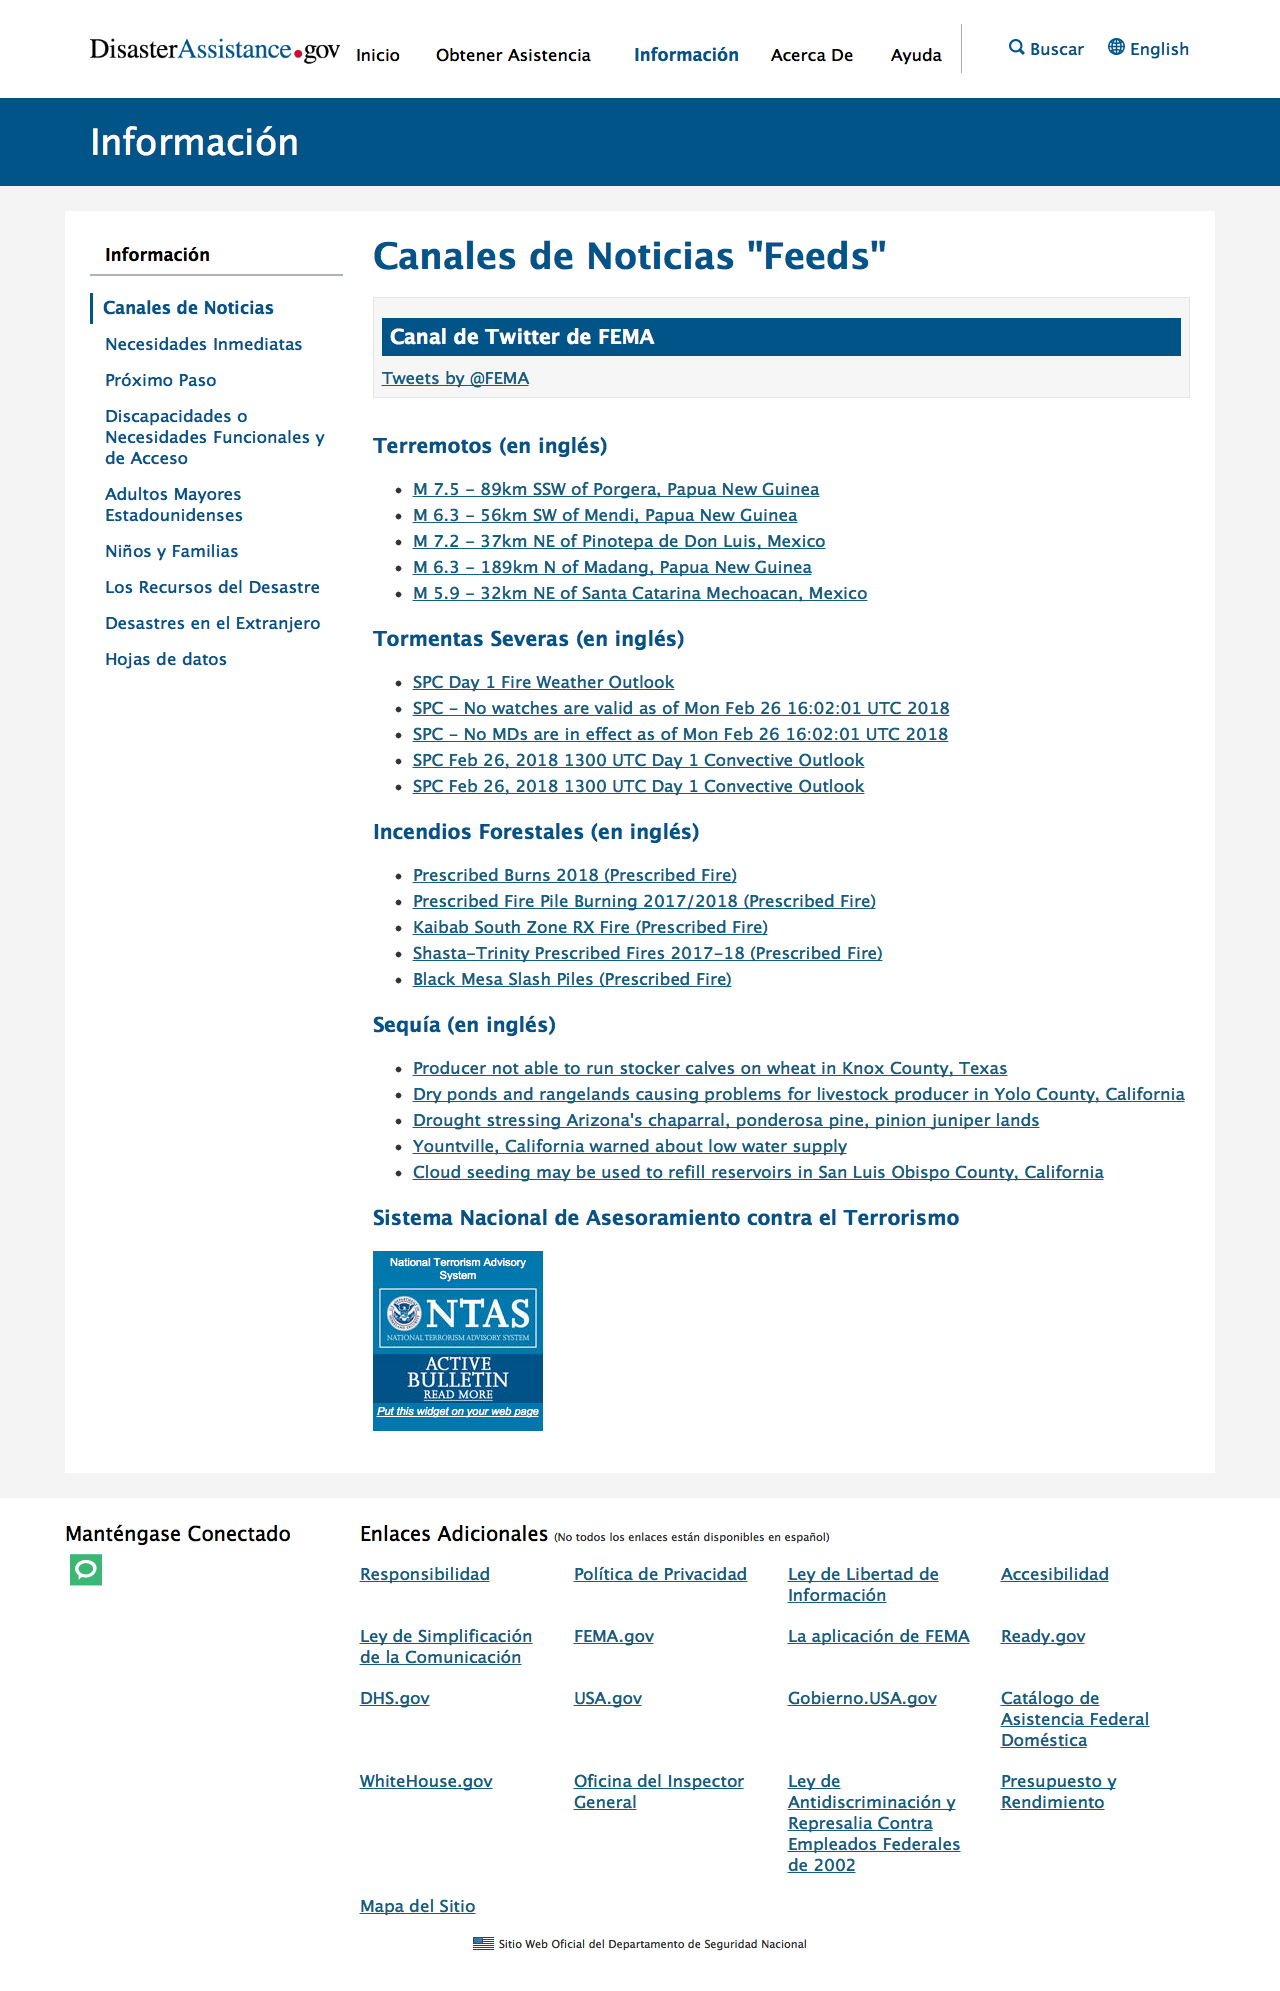 DisasterAssistance.gov
Inicio
Obtener Asistencia
Información
Acerca De
Ayuda
Buscar
English
Información
Información
Canales de Noticias
Necesidades Inmediatas
Próximo Paso
Discapacidades o
Necesidades Funcionales y
de Acceso
Adultos Mayores
Estadounidenses
Niños y Familias
Los Recursos del Desastre
Desastres en el Extranjero
Hojas de datos
Canales de Noticias "Feeds"
Canal de Twitter de FEMA
Tweets by @FEMA
Terremotos (en inglés)
M 7.5 - 89km SSW of Porgera, Papua New Guinea
M 6.3 - 56km SW of Mendi, Papua New Guinea
M 7.2 - 37km NE of Pinotepa de Don Luis, Mexico
M 6.3 - 189km N of Madang, Papua New Guinea
M 5.9 - 32km NE of Santa Catarina Mechoacan, Mexico
Tormentas Severas (en inglés)
SPC Day 1 Fire Weather Outlook
SPC - No watches are valid as of Mon Feb 26 16:02:01 UTC 2018
SPC - No MDs are in effect as of Mon Feb 26 16:02:01 UTC 2018
SPC Feb 26, 2018 1300 UTC Day 1 Convective Outlook
SPC Feb 26, 2018 1300 UTC Day 1 Convective Outlook
Incendios Forestales (en inglés)
Prescribed Burns 2018 (Prescribed Fire)
Prescribed Fire Pile Burning 2017/2018 (Prescribed Fire)
Kaibab South Zone RX Fire (Prescribed Fire)
Shasta-Trinity Prescribed Fires 2017-18 (Prescribed Fire)
Black Mesa Slash Piles (Prescribed Fire)
Sequía (en inglés)
Producer not able to run stocker calves on wheat in Knox County, Texas
Dry ponds and rangelands causing problems for livestock producer in Yolo County, California
Drought stressing Arizona's chaparral, ponderosa pine, pinion juniper lands
Yountville, California warned about low water supply
Cloud seeding may be used to refill reservoirs in San Luis Obispo County, California
Sistema Nacional de Asesoramiento contra el Terrorismo
National Terrorism Advisory
System
NTAS
NATIONAL TERRORISM ADVISORY SYSTEM
ACTIVE
BULLETIN
READ MORE
Put this widget on your web page
Manténgase Conectado
Enlaces Adicionales (No todos los enlaces están disponibles en español)
Responsibilidad
Política de Privacidad
Ley de Libertad de
Información
Accesibilidad
Ley de Simplificación
de la Comunicación
FEMA.gov
La aplicación de FEMA
Ready.gov
DHS.gov
USA.gov
Gobierno.USA.gov
Catálogo de
Asistencia Federal
Doméstica
WhiteHouse.gov
Oficina del Inspector
General
Ley de
Antidiscriminación y
Represalia Contra
Empleados Federales
de 2002
Presupuesto y
Rendimiento
Mapa del Sitio
Sitio Web Oficial del Departamento de Seguridad Nacional